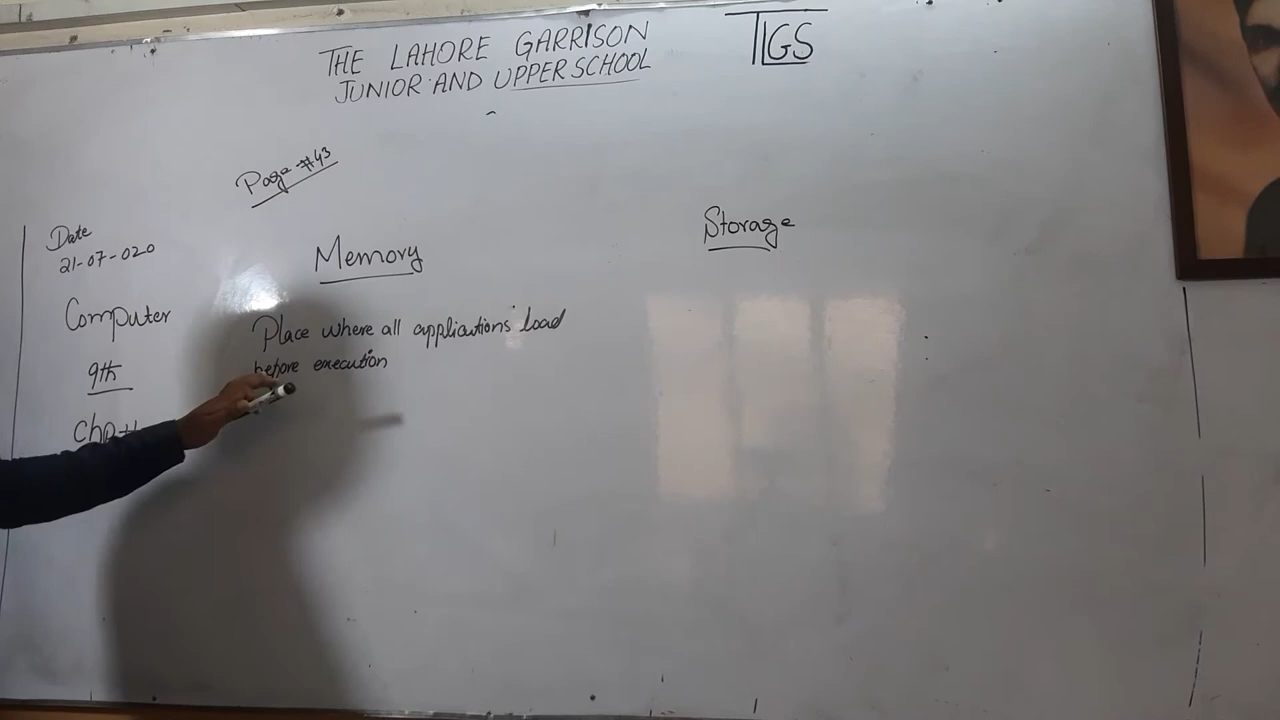 THE LAHORE GARRISON
JUNIOR AND UPPER SCHOOL
TLGS
Page #43
Date
21-07-020
Computer
9th
Memory
Place where all applications load
before execution
Storage